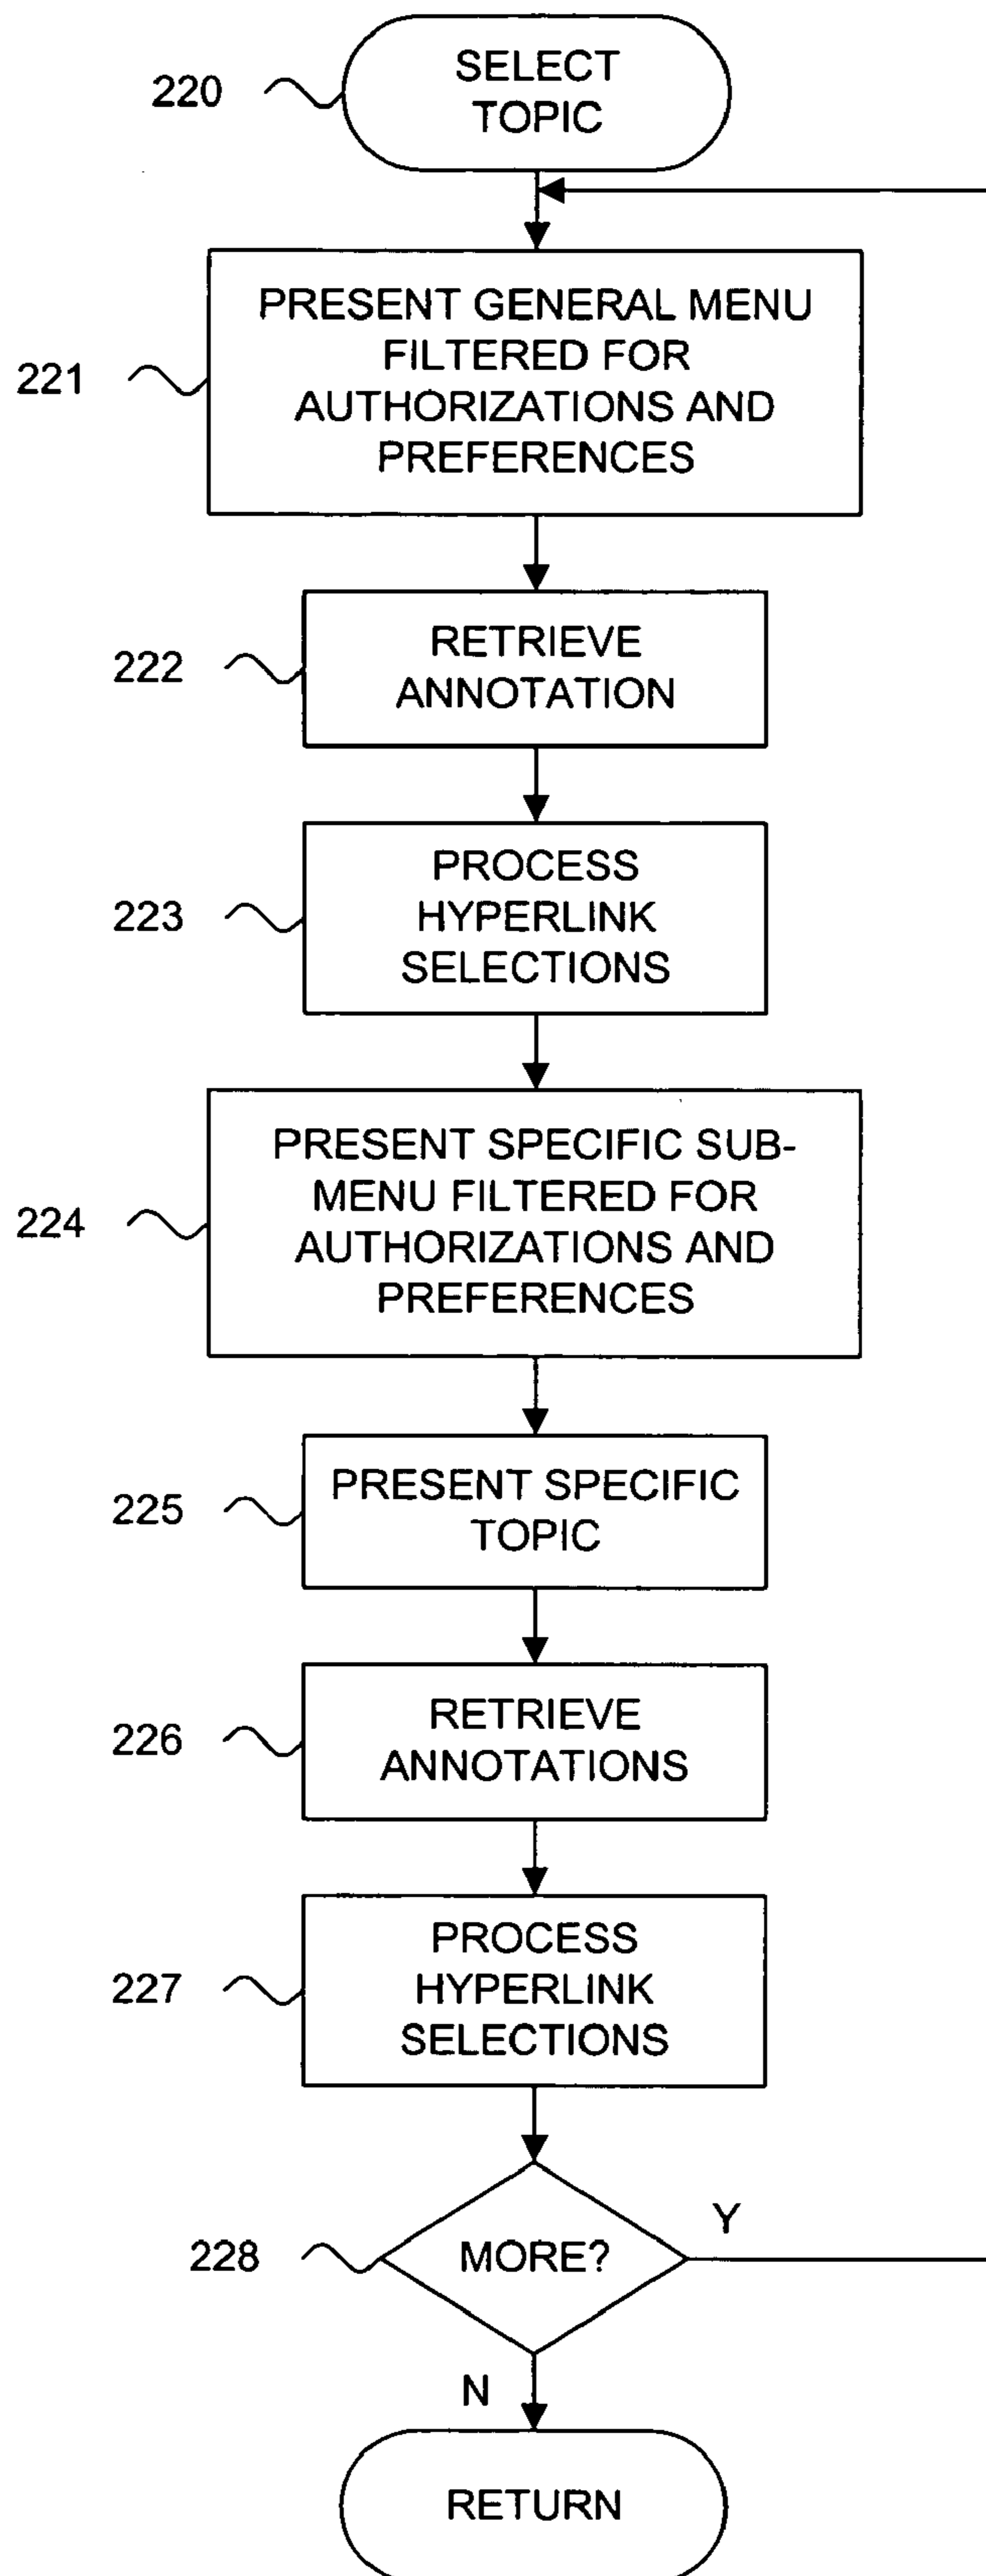 220
SELECT
TOPIC
221
PRESENT GENERAL MENU
FILTERED FOR
AUTHORIZATIONS AND
PREFERENCES
222
RETRIEVE
ANNOTATION
223
PROCESS
HYPERLINK
SELECTIONS
224
PRESENT SPECIFIC SUB-
MENU FILTERED FOR
AUTHORIZATIONS AND
PREFERENCES
225
PRESENT SPECIFIC
TOPIC
226
RETRIEVE
ANNOTATIONS
227
PROCESS
HYPERLINK
SELECTIONS
228
MORE?
Y
N
RETURN